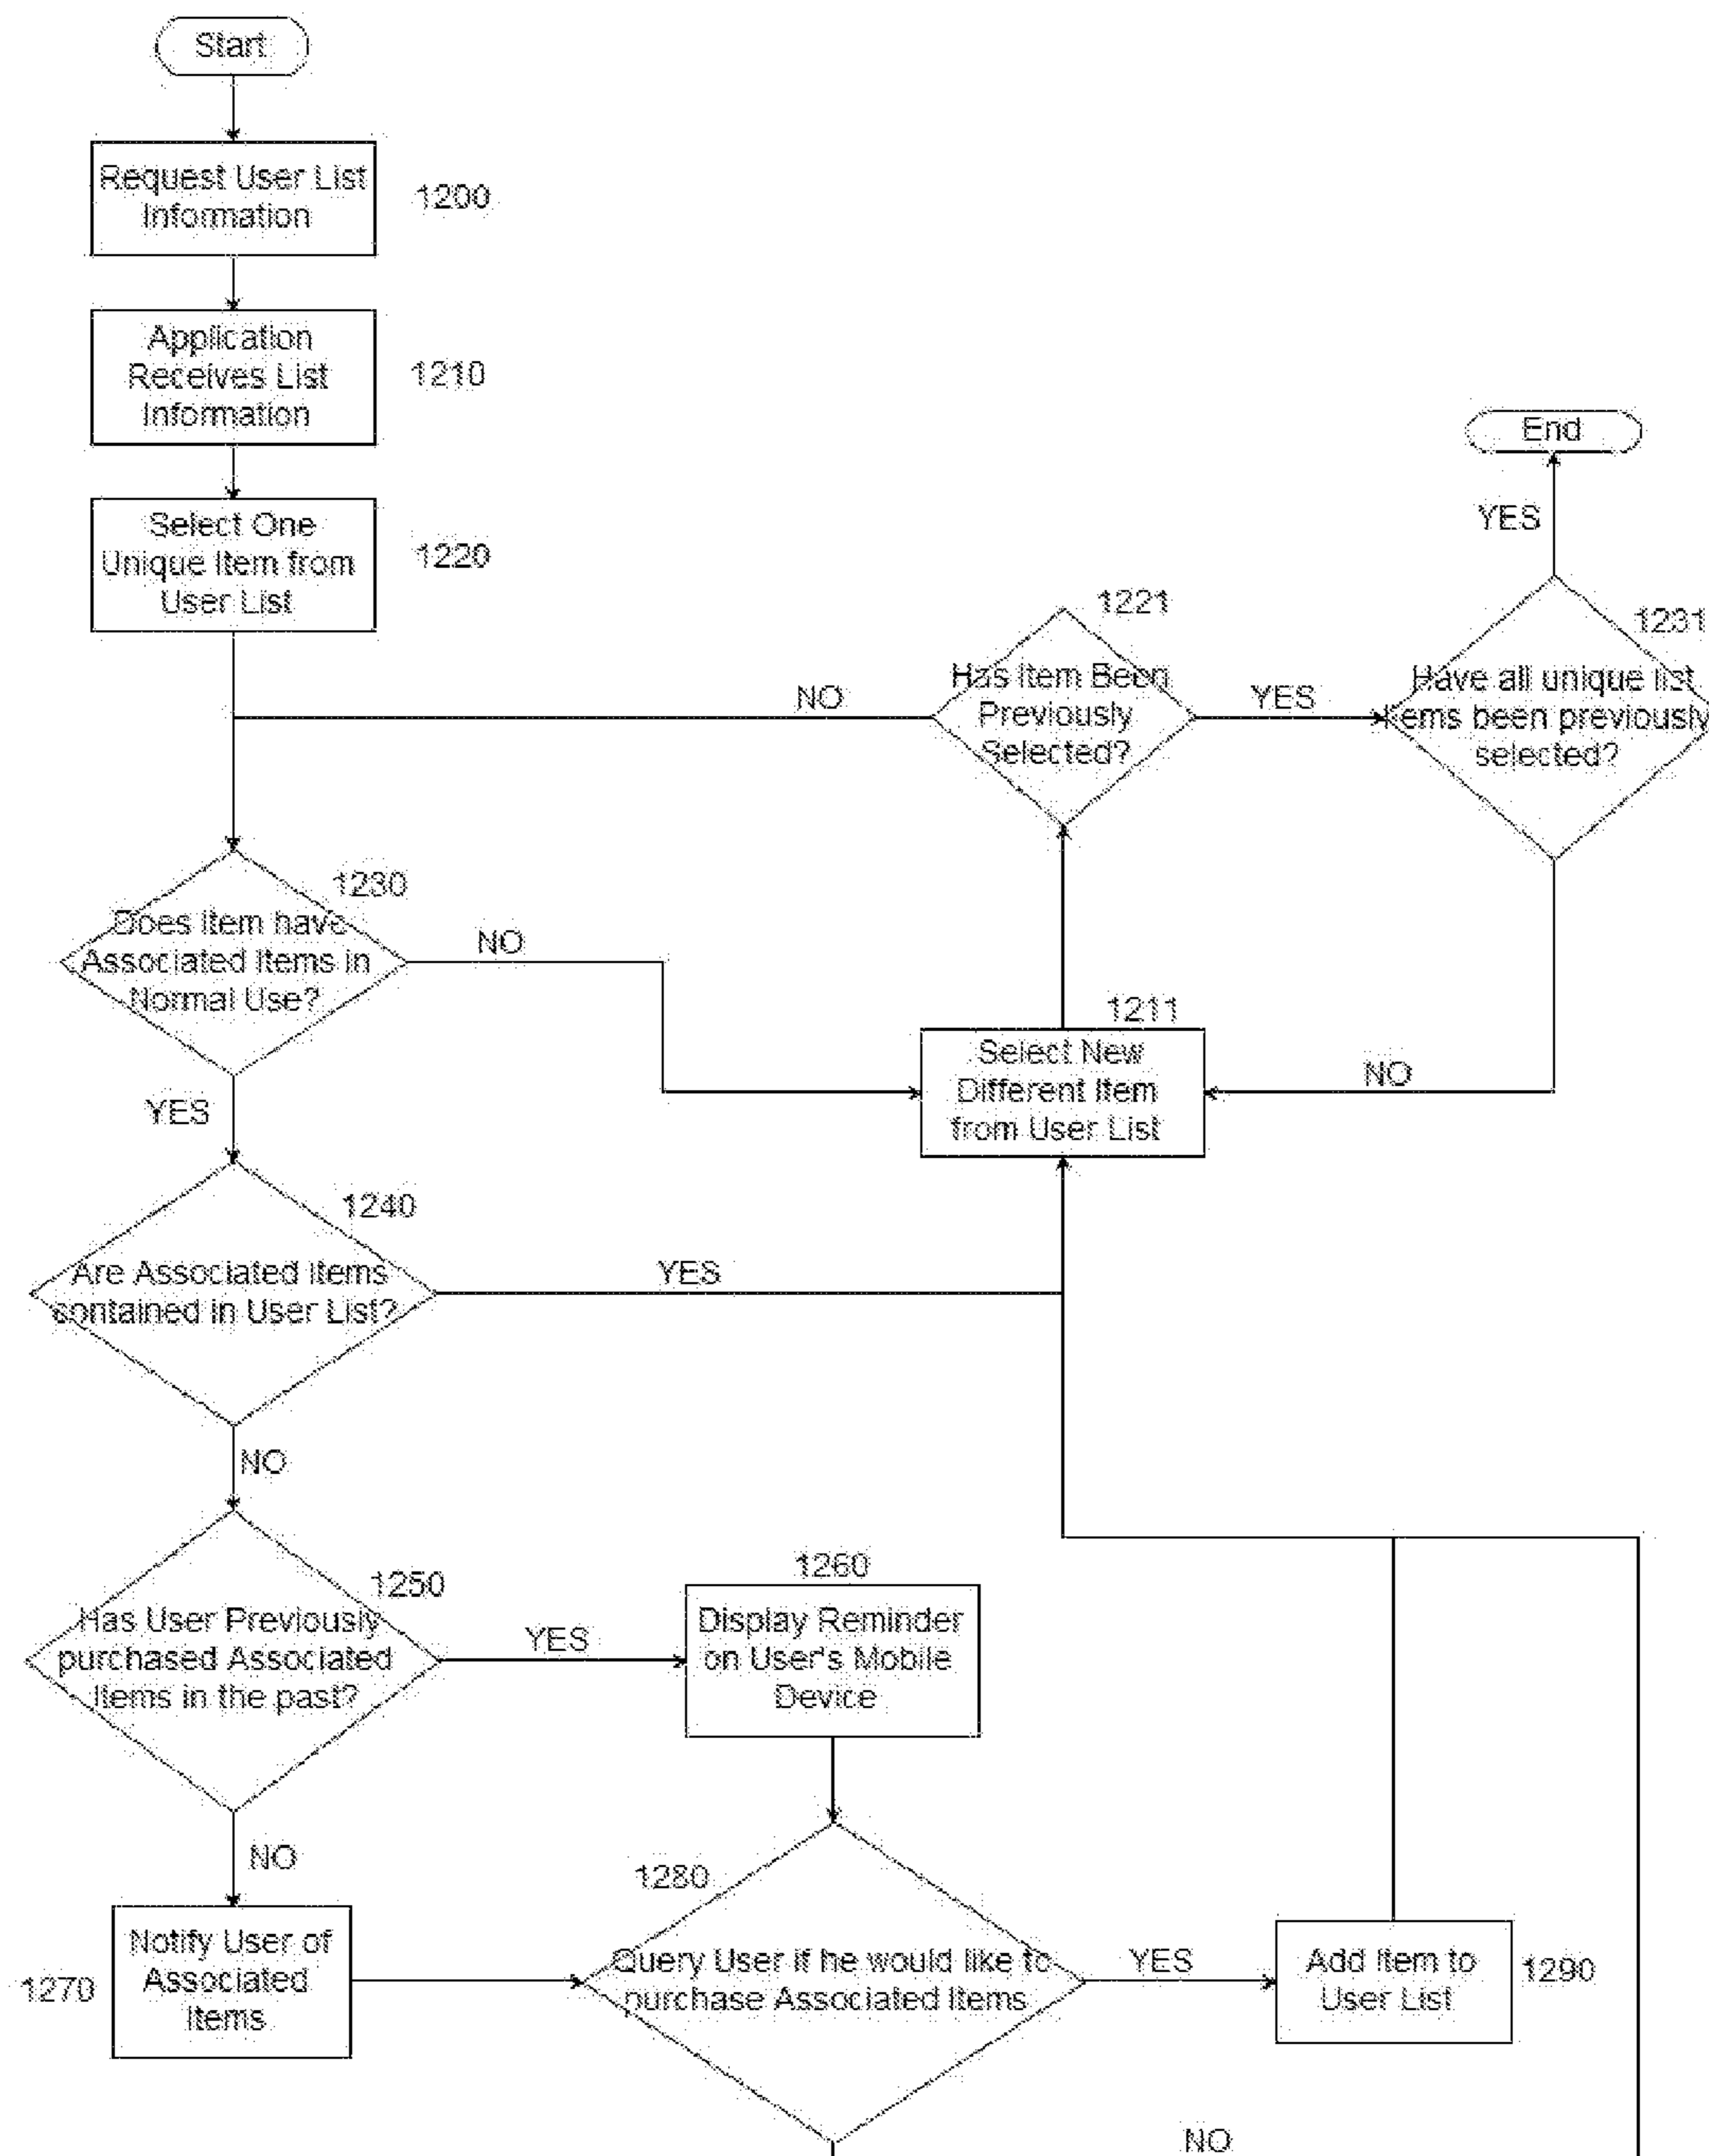 Start
Request User List
Information
1200
Application
Receives List
Information
1210
Select One
Unique Item from
User List
1220
End
YES
1221
Has Item Been
Previously
Selected?
NO
YES
1231
Have all unique list
items been previously
selected?
1230
Does item have
Associated Items in
Normal Use?
NO
1211
Select New
Different Item
from User List
NO
YES
1240
Are Associated Items
contained in User List?
YES
NO
1250
Has User Previously
purchased Associated
Items in the past?
YES
1260
Display Reminder
on User's Mobile
Device
NO
1270
Notify User of
Associated
Items
1280
Query User if he would like to
purchase Associated Items
YES
Add Item to
User List
1290
NO